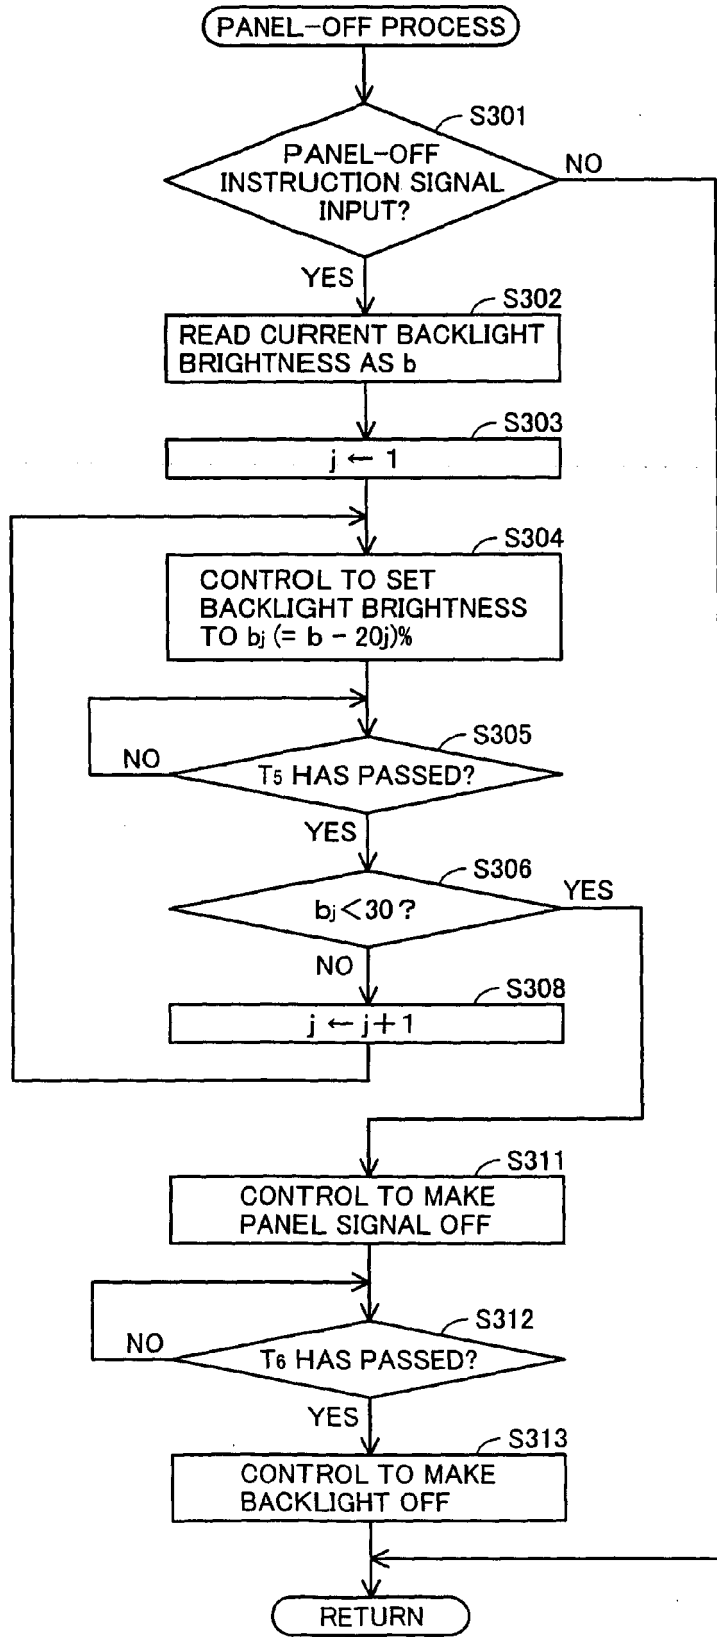 PANEL-OFF PROCESS
S301
PANEL-OFF
INSTRUCTION SIGNAL
INPUT?
NO
YES
S302
READ CURRENT BACKLIGHT
BRIGHTNESS AS b
S303
j ← 1
S304
CONTROL TO SET
BACKLIGHT BRIGHTNESS
TO bj (= b - 20j)%
S305
NO
T5 HAS PASSED?
YES
S306
YES
bj<30?
NO
S308
j ← j+1
S311
CONTROL TO MAKE
PANEL SIGNAL OFF
S312
NO
T6 HAS PASSED?
YES
S313
CONTROL TO MAKE
BACKLIGHT OFF
RETURN